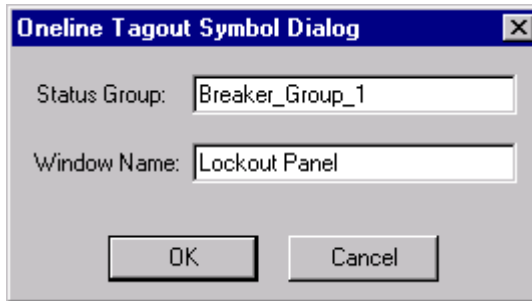 Oneline Tagout Symbol Dialog
Status Group: Breaker_Group_1
Window Name: Lockout Panel
OK Cancel